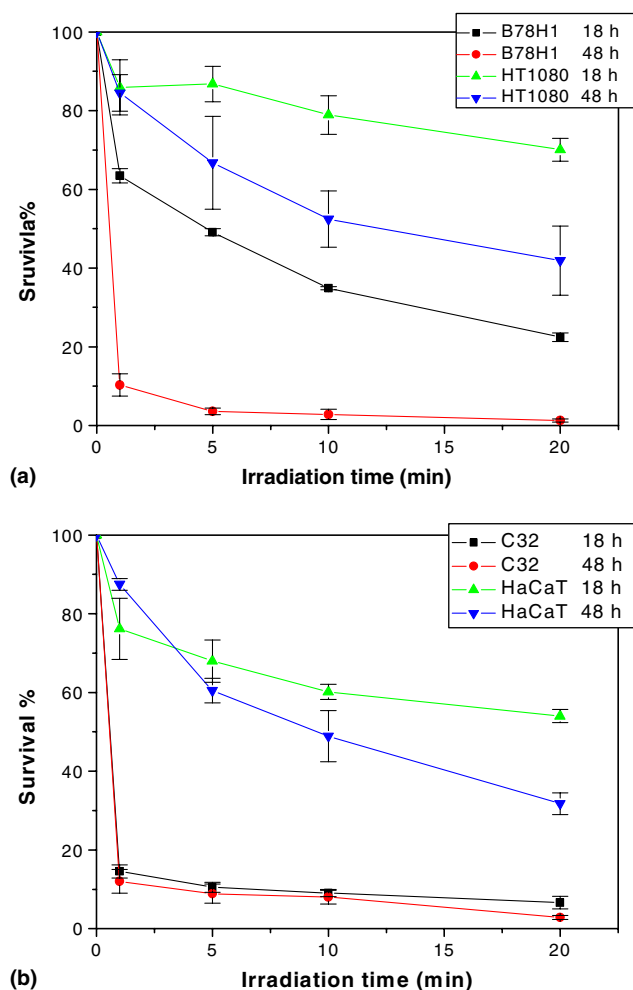 100
80
60
40
20
0
Sruvivla%
B78H1 18 h
B78H1 48 h
HT1080 18 h
HT1080 48 h
0 5 10 15 20
(a) Irradiation time (min)
100
80
60
40
20
0
Survival %
C32 18 h
C32 48 h
HaCaT 18 h
HaCaT 48 h
0 5 10 15 20
(b) Irradiation time (min)